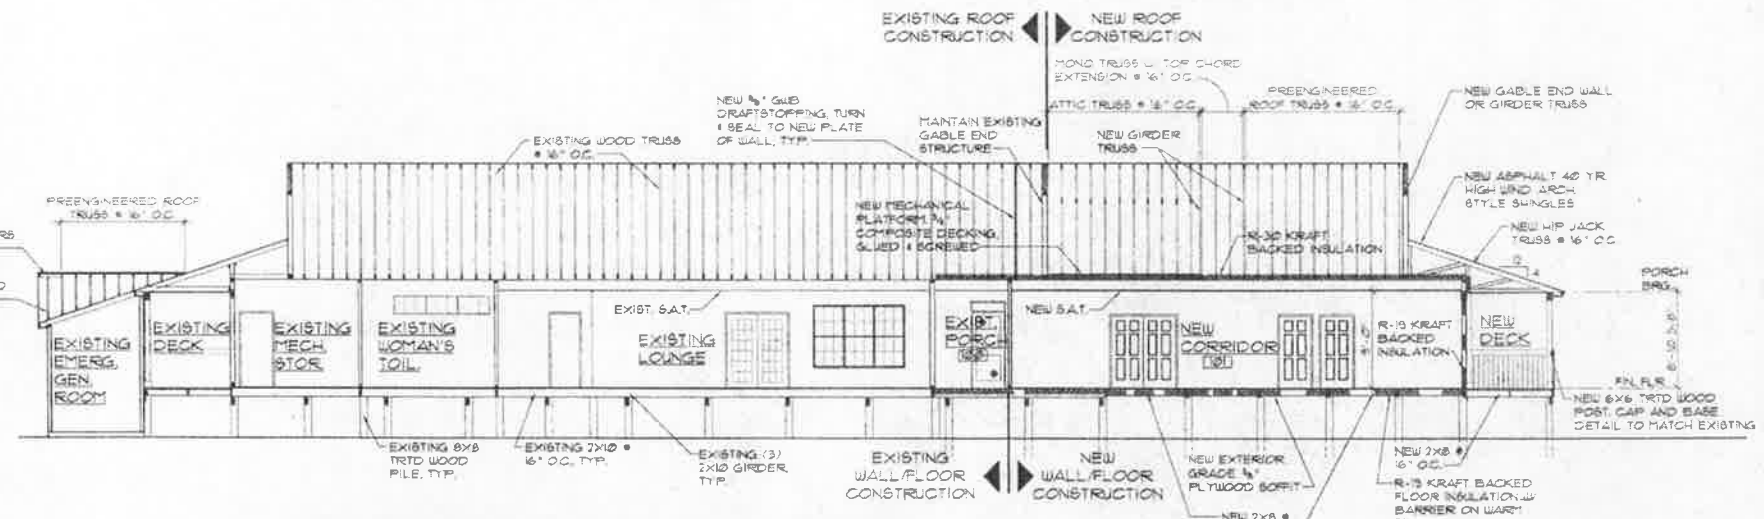 EXISTING ROOF
CONSTRUCTION
NEW ROOF
CONSTRUCTION
MONO TRUSS W/ TOP CHORD
EXTENSION @ 16" O.C.
ATTIC TRUSS @ 16" O.C.
PREENGINEERED
ROOF TRUSS @ 16" O.C.
NEW GABLE END WALL
OR GIRDER TRUSS
NEW 5/8" GWB
DRAFTSTOPPING, TURN
& SEAL TO NEW PLATE
OF WALL, TYP.
MAINTAIN EXISTING
GABLE END
STRUCTURE
NEW GIRDER
TRUSS
EXISTING WOOD TRUSS
@ 16" O.C.
NEW ASPHALT 40 YR
HIGH WIND ARCH.
STYLE SHINGLES
PREENGINEERED ROOF
TRUSS @ 16" O.C.
NEW MECHANICAL
PLATFORM, 3/4"
COMPOSITE DECKING,
GLUED & SCREWED
R-30 KRAFT
BACKED INSULATION
NEW HIP JACK
TRUSS @ 16" O.C.
12
4
PORCH
BRG.
EXIST. S.A.T.
NEW S.A.T.
EXISTING
EMERG.
GEN.
ROOM
EXISTING
DECK
EXISTING
MECH.
STOR.
EXISTING
WOMAN'S
TOIL.
EXISTING
LOUNGE
EXIST.
PORCH
100
NEW
CORRIDOR
101
R-19 KRAFT
BACKED
INSULATION
NEW
DECK
FIN. FLR.
NEW 6X6 TRTD WOOD
POST, CAP AND BASE
DETAIL TO MATCH EXISTING
EXISTING 8X8
TRTD WOOD
PILE, TYP.
EXISTING 2X10 @
16" O.C., TYP.
EXISTING (3)
2X10 GIRDER,
TYP.
EXISTING
WALL/FLOOR
CONSTRUCTION
NEW
WALL/FLOOR
CONSTRUCTION
NEW EXTERIOR
GRADE
PLYWOOD SOFFIT
NEW 2X8 @
16" O.C.
R-19 KRAFT BACKED
FLOOR INSULATION W/
BARRIER ON WARM
NEW 2X8 @